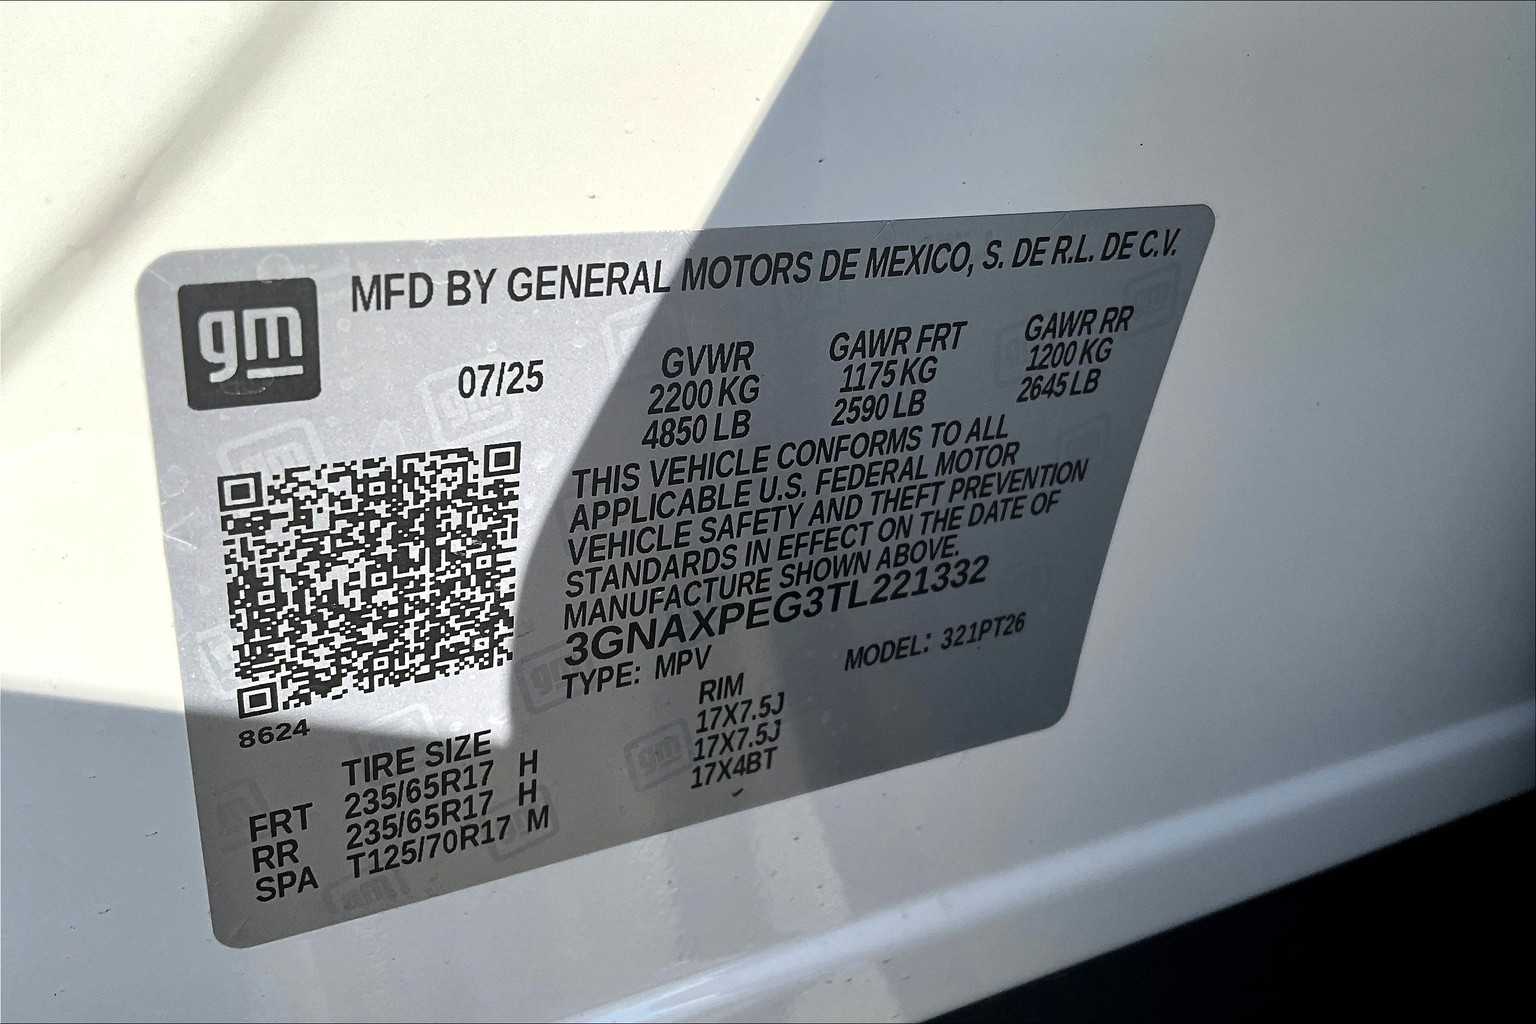 gm
MFD BY GENERAL MOTORS DE MEXICO, S. DE R.L. DE C.V.
07/25
GVWR GAWR FRT GAWR RR
2200 KG 1175 KG 1200 KG
4850 LB 2590 LB 2645 LB
THIS VEHICLE CONFORMS TO ALL
APPLICABLE U.S. FEDERAL MOTOR
VEHICLE SAFETY AND THEFT PREVENTION
STANDARDS IN EFFECT ON THE DATE OF
MANUFACTURE SHOWN ABOVE.
3GNAXPEG3TL221332
TYPE: MPV MODEL: 321PT26
8624
TIRE SIZE RIM
FRT 235/65R17 H 17X7.5J
RR 235/65R17 H 17X7.5J
SPA T125/70R17 M 17X4BT